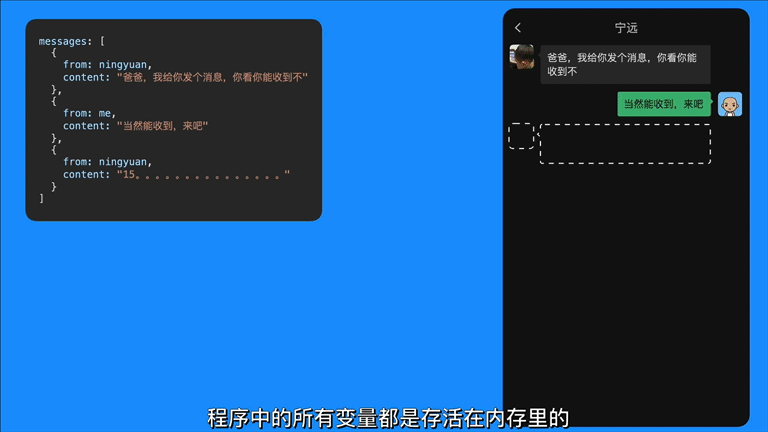 messages: [
{
from: ningyuan,
content: "爸爸，我给你发个消息，你看你能收到不"
},
{
from: me,
content: "当然能收到，来吧"
},
{
from: ningyuan,
content: "15。。。。。。。。。。。。。。。"
}
]
宁远
爸爸，我给你发个消息，你看你能
收到不
当然能收到，来吧
程序中的所有变量都是存活在内存里的